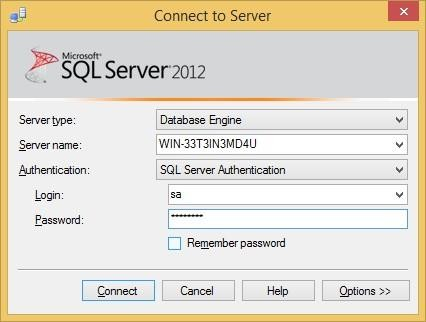 Connect to Server
Microsoft
SQL Server 2012
Server type: Database Engine
Server name: WIN-33T3IN3MD4U
Authentication: SQL Server Authentication
Login: sa
Password: ********
Remember password
Connect Cancel Help Options >>